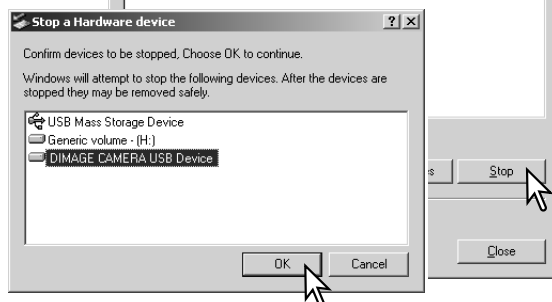 Stop a Hardware device
Confirm devices to be stopped, Choose OK to continue.
Windows will attempt to stop the following devices. After the devices are
stopped they may be removed safely.
USB Mass Storage Device
Generic volume - (H:)
DIMAGE CAMERA USB Device
OK
Cancel
Stop
Close